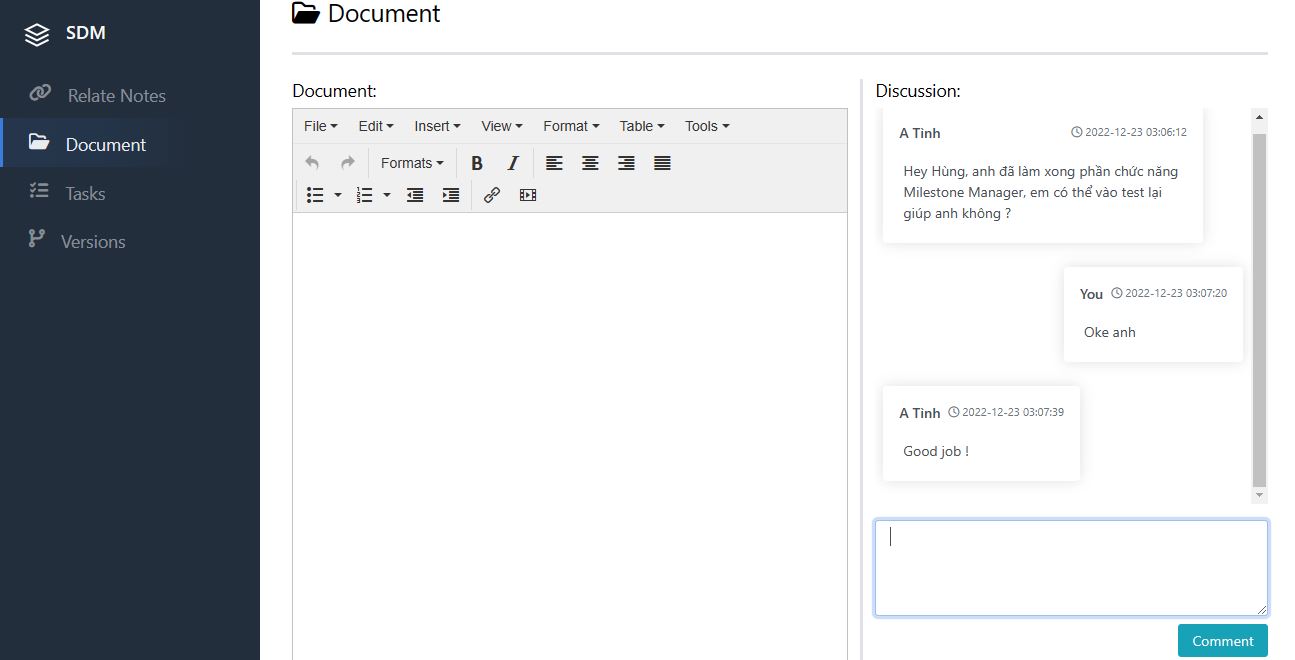 SDM
Relate Notes
Document
Tasks
Versions
Document
Document:
File Edit Insert View Format Table Tools
Formats B I
Discussion:
A Tình 2022-12-23 03:06:12
Hey Hùng, anh đã làm xong phần chức năng
Milestone Manager, em có thể vào test lại
giúp anh không ?
You 2022-12-23 03:07:20
Oke anh
A Tình 2022-12-23 03:07:39
Good job !
Comment